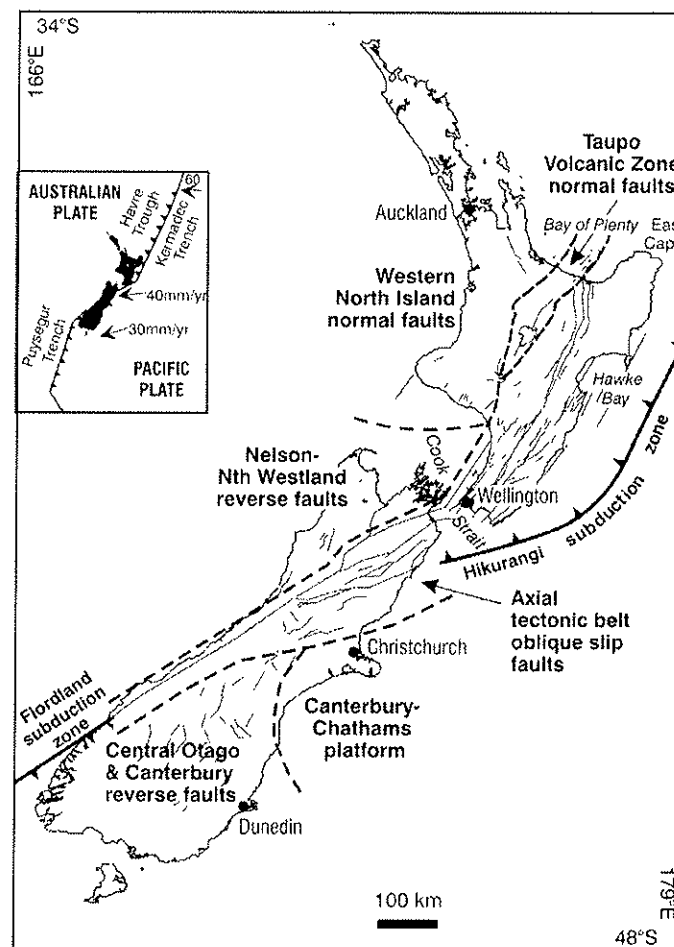 34°S
166°E
AUSTRALIAN
PLATE
Havre
Trough
Kermadec
Trench
60
40mm/yr
30mm/yr
Puysegur
Trench
PACIFIC
PLATE
Auckland
Taupo
Volcanic Zone
normal faults
Bay of Plenty
East
Cap
Western
North Island
normal faults
Hawke
Bay
Nelson-
Nth Westland
reverse faults
Cook
Strait
Wellington
Hikurangi
subduction
zone
Axial
tectonic belt
oblique slip
faults
Christchurch
Canterbury-
Chathams
platform
Fiordland
subduction
zone
Central Otago
& Canterbury
reverse faults
Dunedin
100 km
179°E
48°S